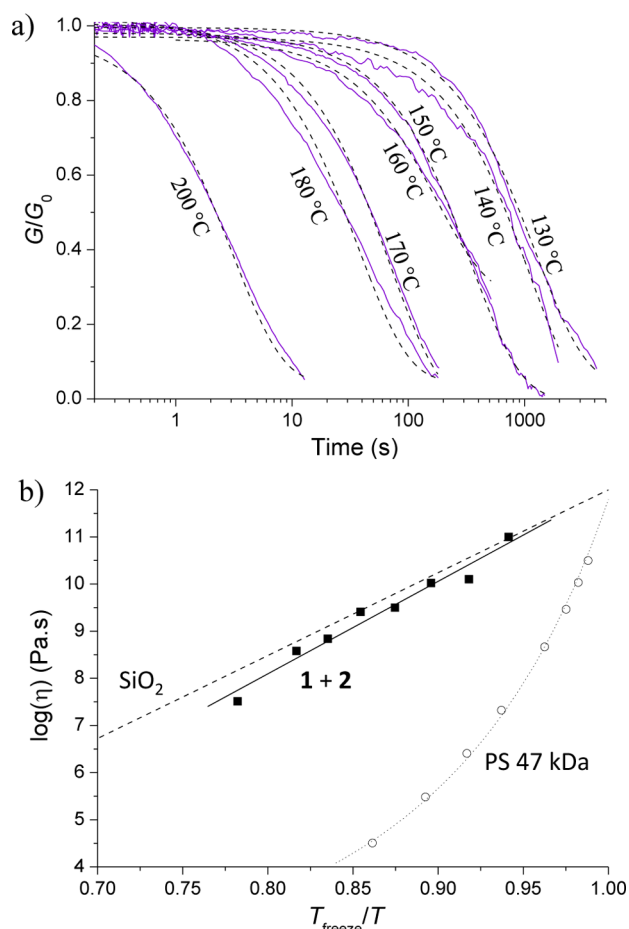 a)
1.0
0.8
0.6
0.4
0.2
0.0
G/G₀
200 °C
180 °C
170 °C
160 °C
150 °C
140 °C
130 °C
1
10
100
1000
Time (s)
b)
12
11
10
9
8
7
6
5
4
log(η) (Pa.s)
SiO₂
1 + 2
PS 47 kDa
0.70
0.75
0.80
0.85
0.90
0.95
1.00
T_freeze/T